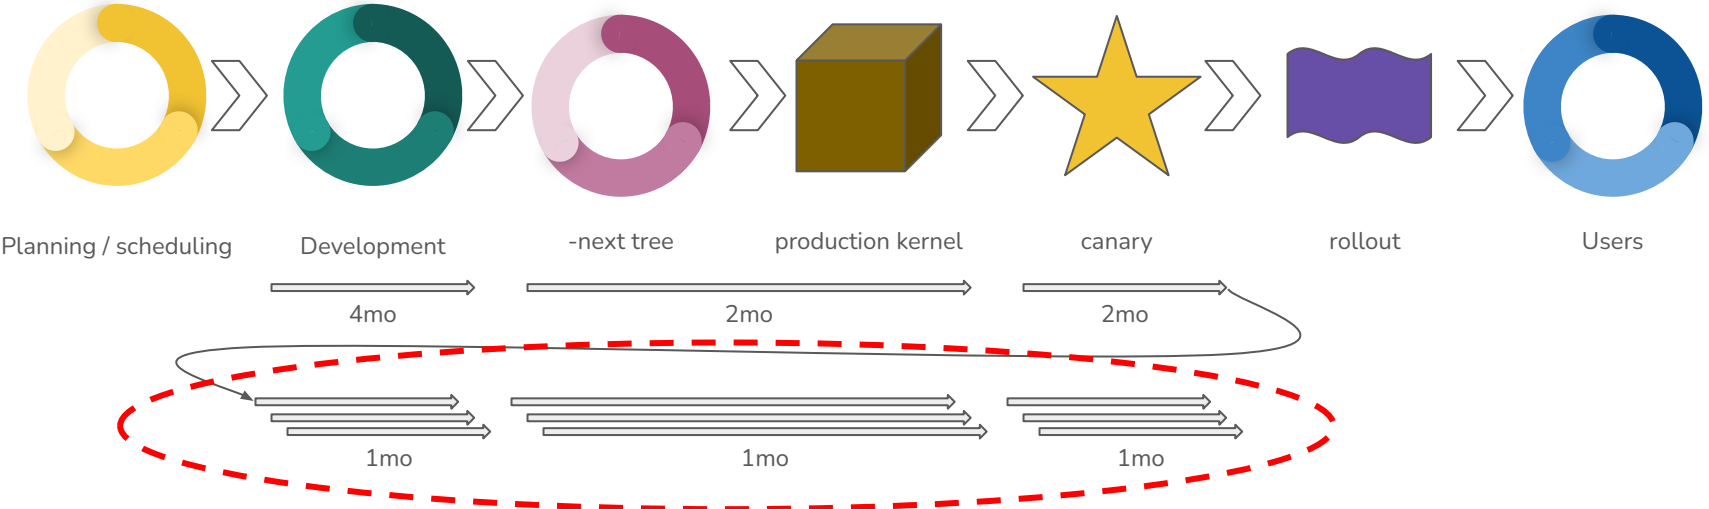 Planning / scheduling
Development
-next tree
production kernel
canary
rollout
Users
4mo
2mo
2mo
1mo
1mo
1mo